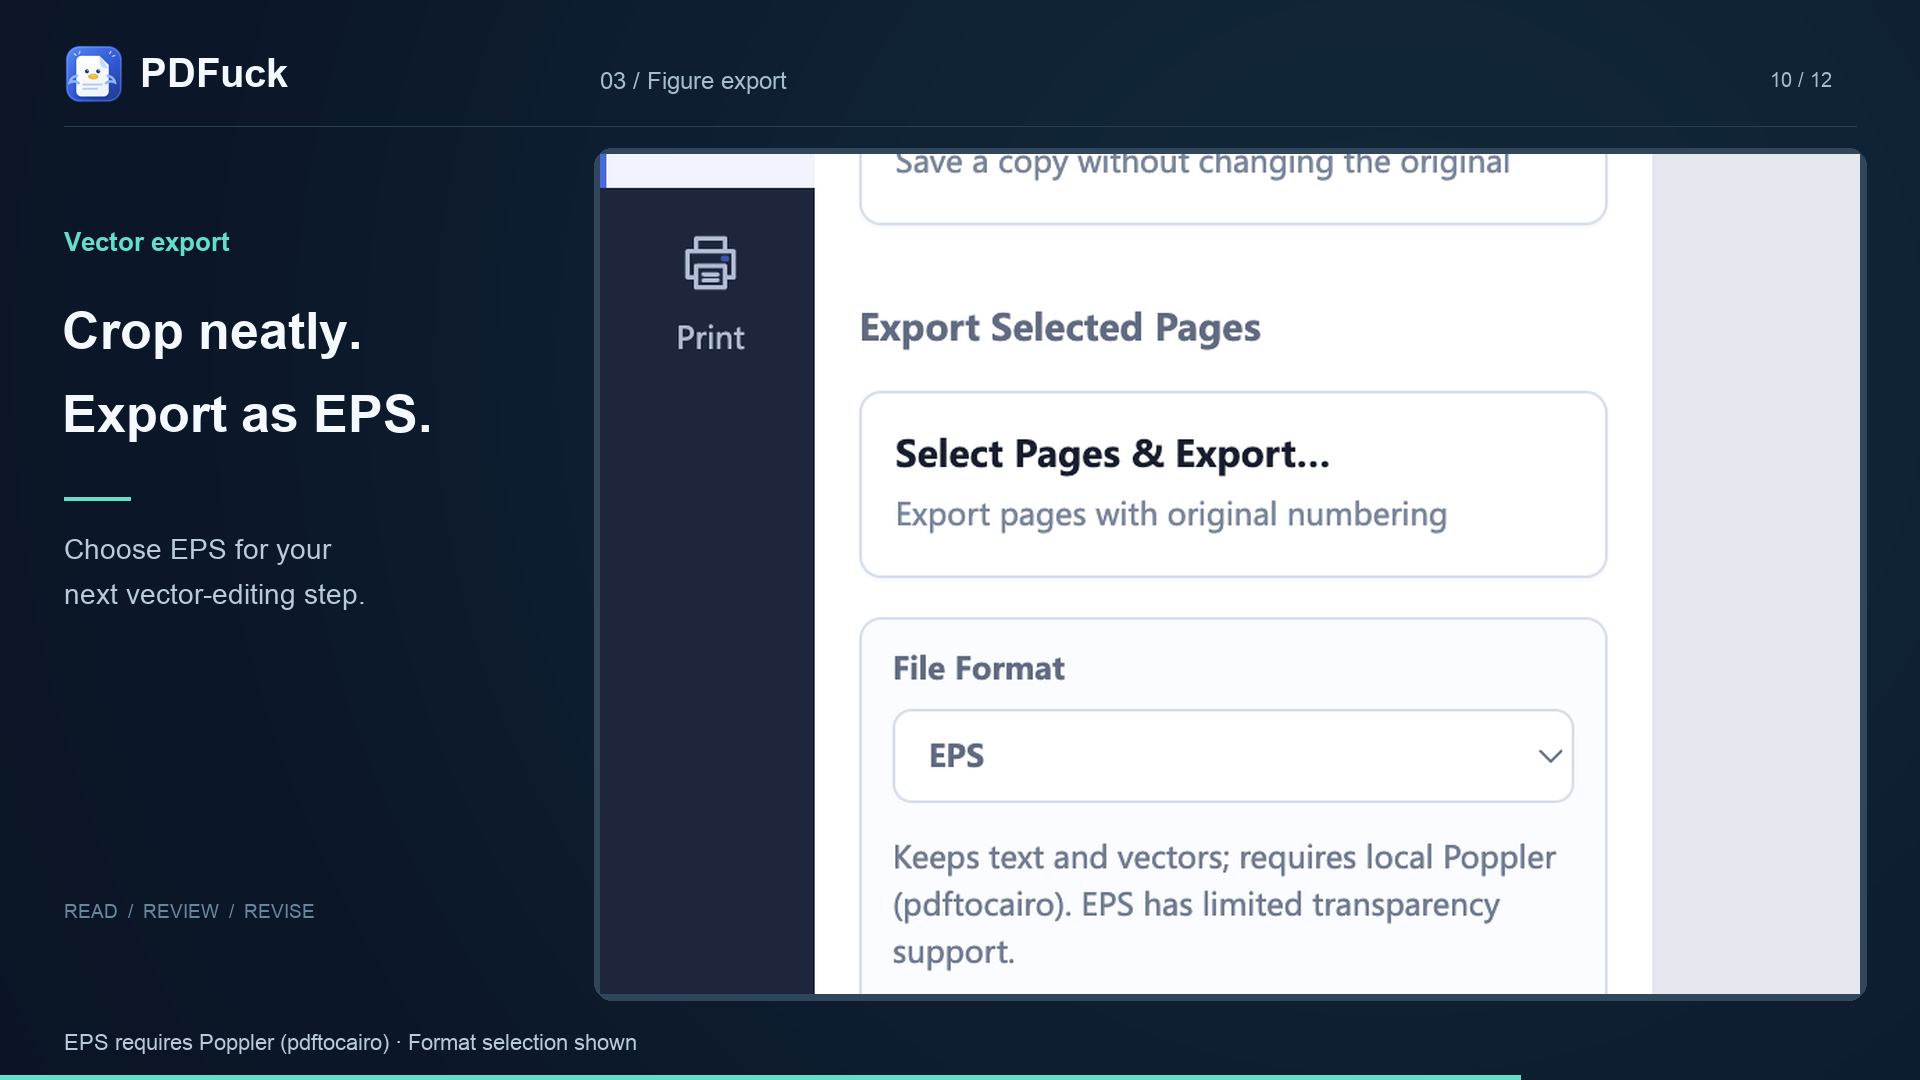 PDFuck
03 / Figure export
10 / 12
Vector export
Crop neatly.
Export as EPS.
Choose EPS for your
next vector-editing step.
READ / REVIEW / REVISE
Save a copy without changing the original
Print
Export Selected Pages
Select Pages & Export...
Export pages with original numbering
File Format
EPS
Keeps text and vectors; requires local Poppler
(pdftocairo). EPS has limited transparency
support.
EPS requires Poppler (pdftocairo) · Format selection shown